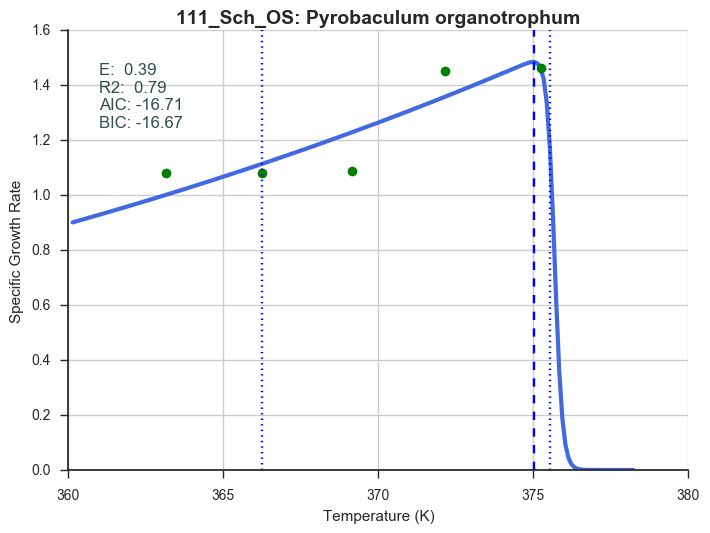 111_Sch_OS: Pyrobaculum organotrophum
E:  0.39
R2:  0.79
AIC: -16.71
BIC: -16.67
1.6
1.4
1.2
1.0
0.8
0.6
0.4
0.2
0.0
Specific Growth Rate
360 365 370 375 380
Temperature (K)